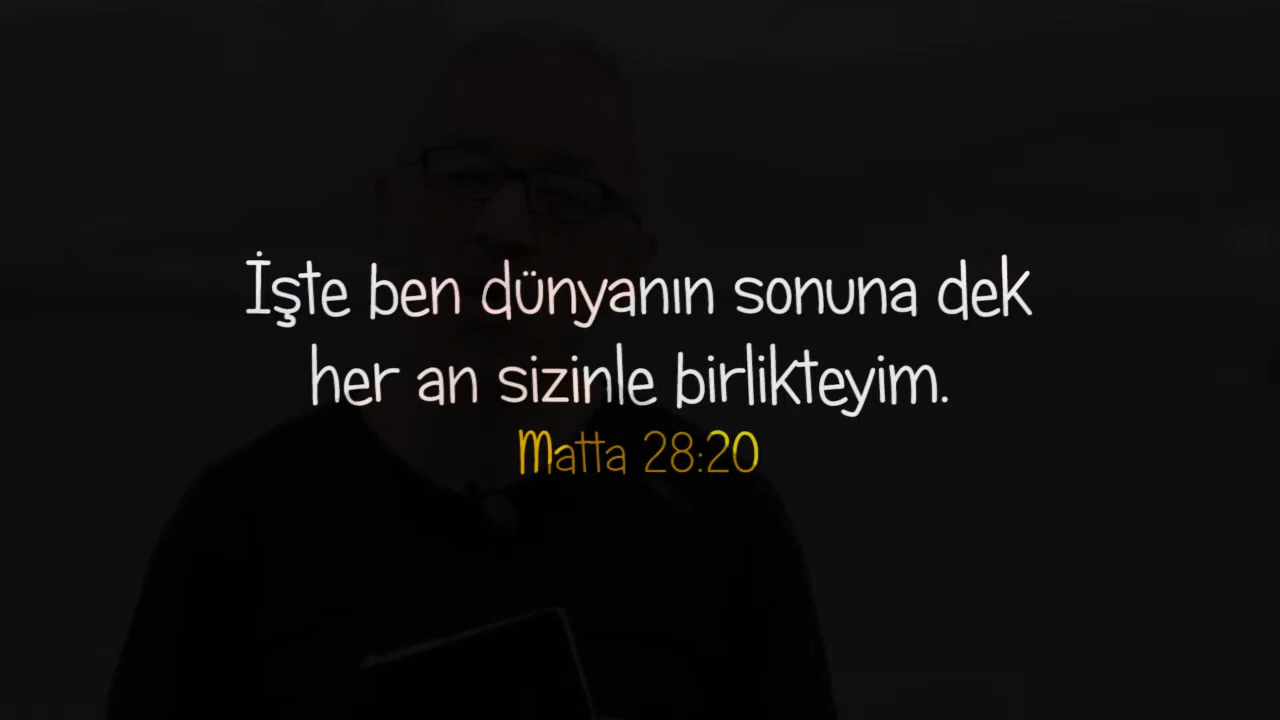 İşte ben dünyanın sonuna dek
her an sizinle birlikteyim.
Matta 28:20